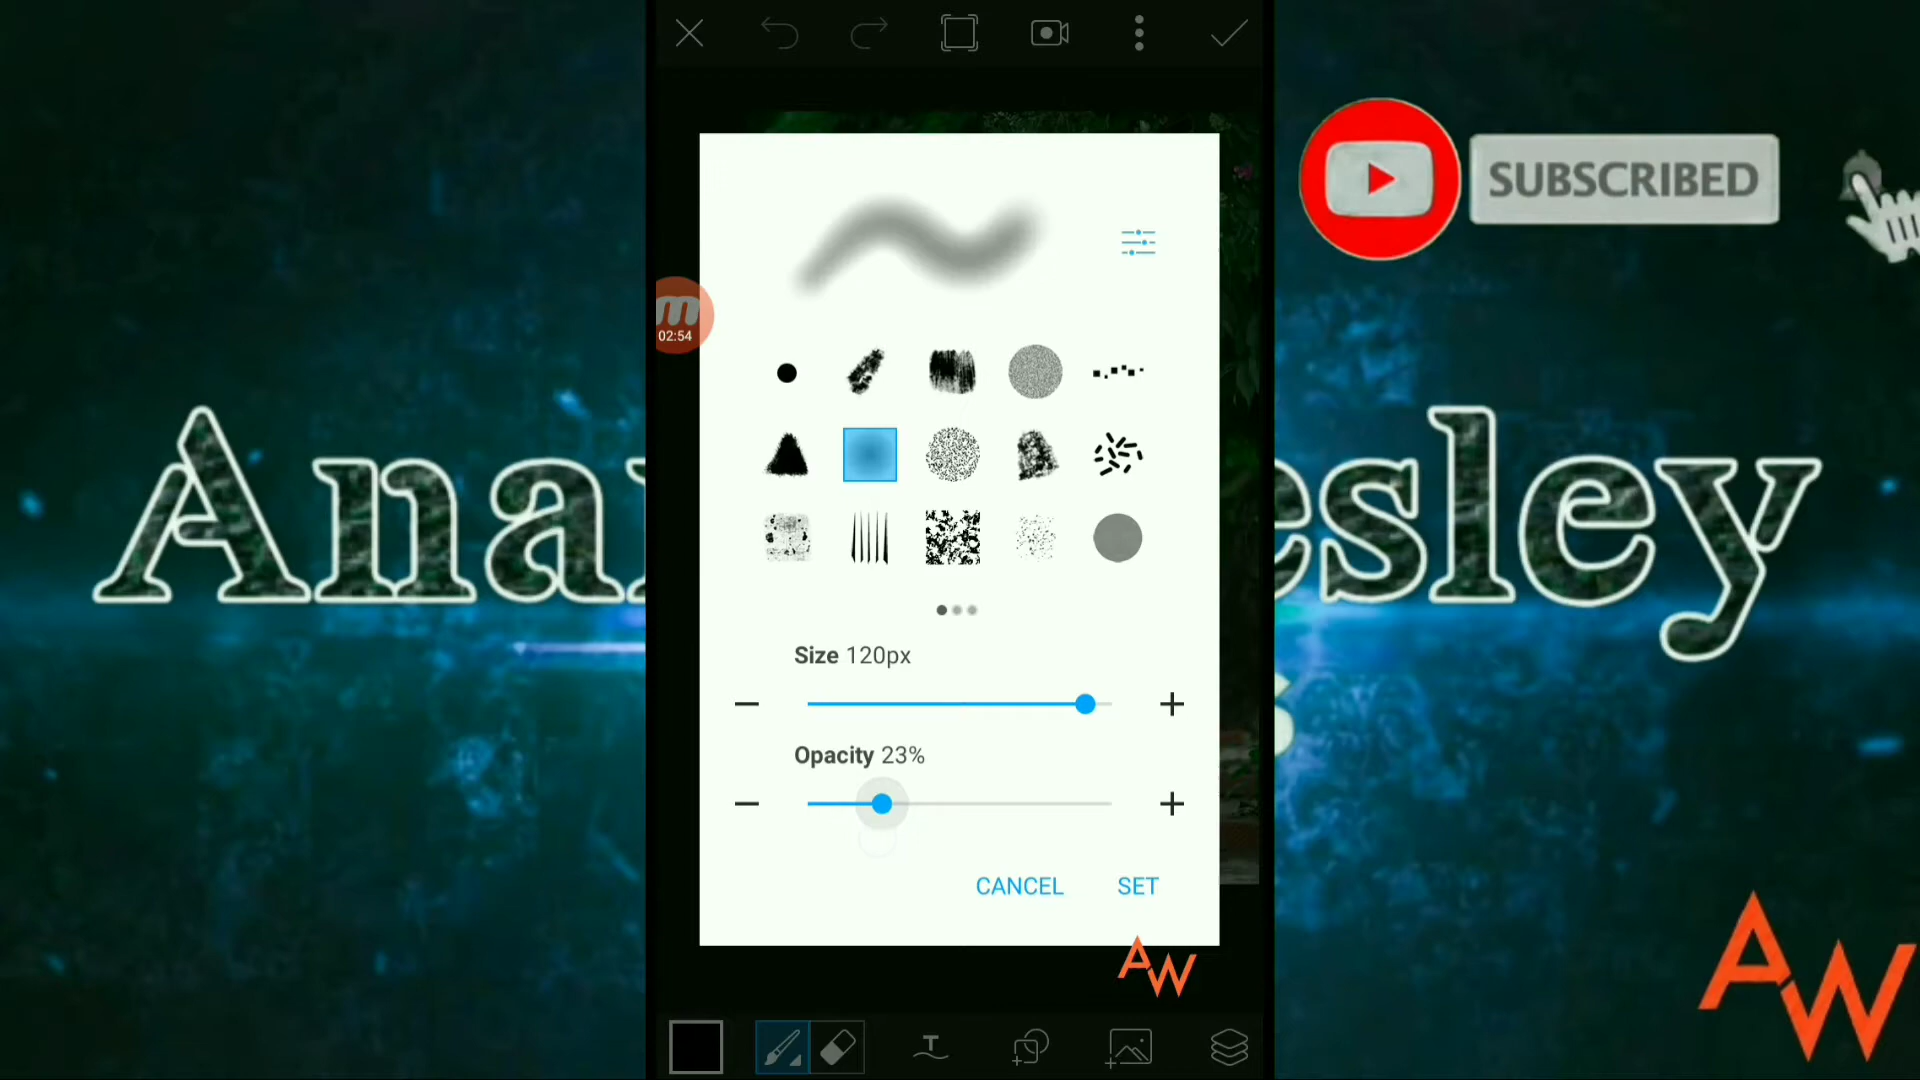 SUBSCRIBED
m
02:54
Ana
esley
Size 120px
Opacity 23%
CANCEL
SET
AW
AW
T